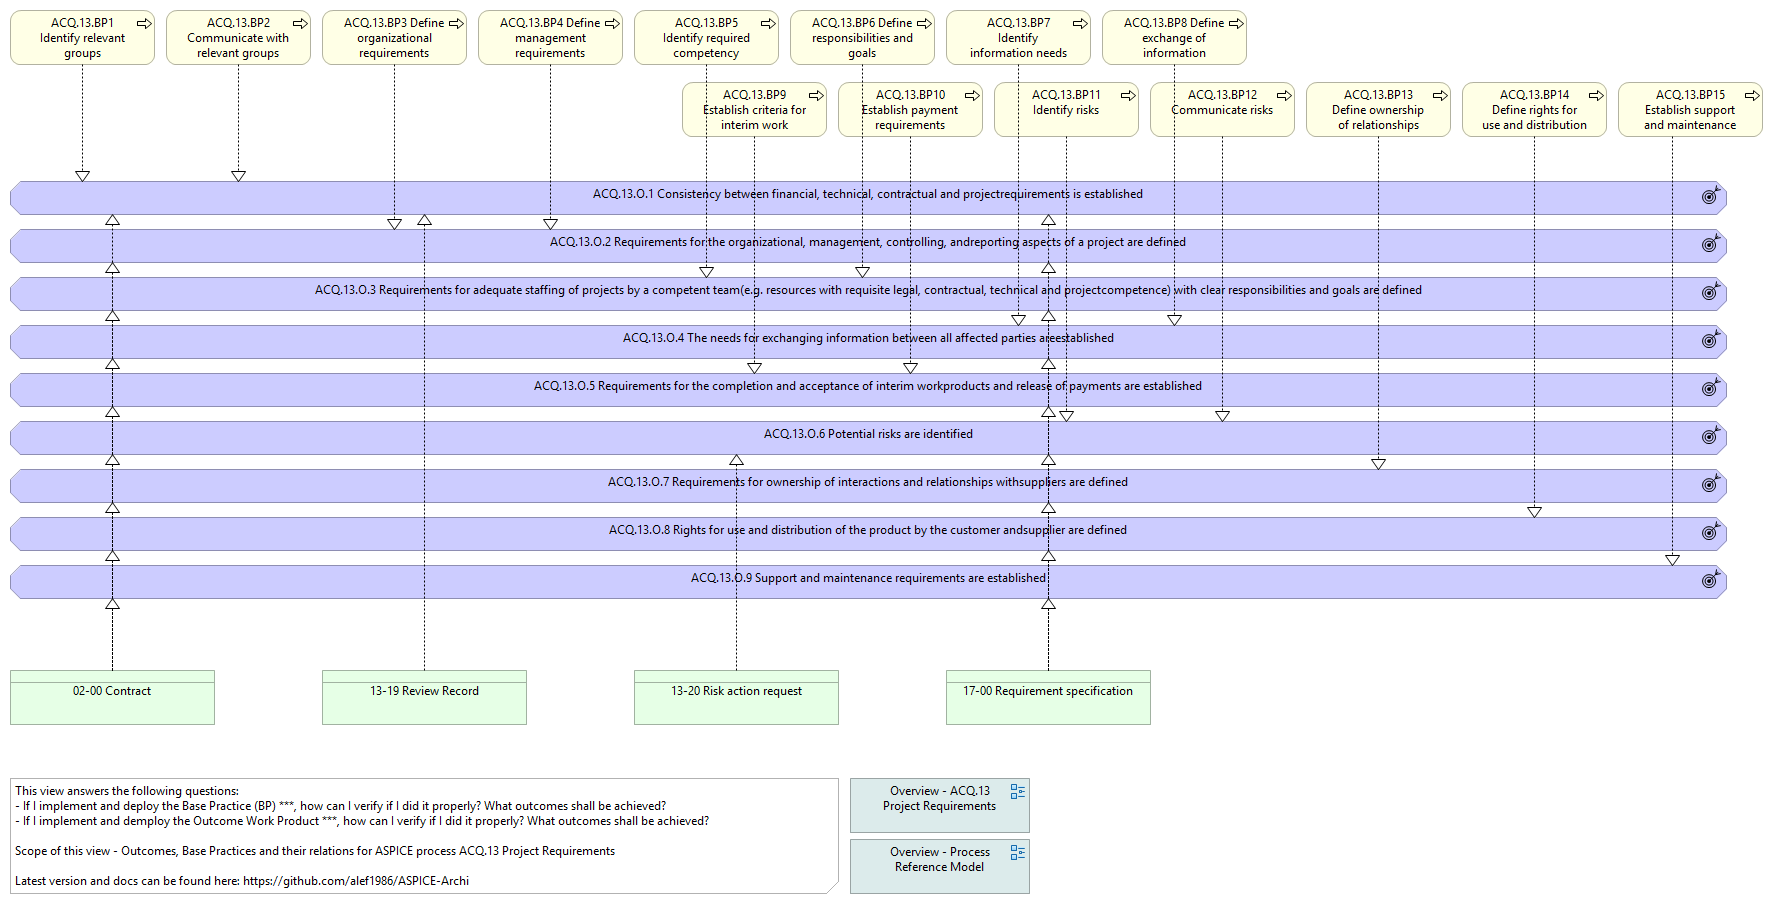 ACQ.13.BP1
Identify relevant
groups
ACQ.13.BP2
Communicate with
relevant groups
ACQ.13.BP3 Define
organizational
requirements
ACQ.13.BP4 Define
management
requirements
ACQ.13.BP5
Identify required
competency
ACQ.13.BP6 Define
responsibilities and
goals
ACQ.13.BP7
Identify
information needs
ACQ.13.BP8 Define
exchange of
information
ACQ.13.BP9
Establish criteria for
interim work
ACQ.13.BP10
Establish payment
requirements
ACQ.13.BP11
Identify risks
ACQ.13.BP12
Communicate risks
ACQ.13.BP13
Define ownership
of relationships
ACQ.13.BP14
Define rights for
use and distribution
ACQ.13.BP15
Establish support
and maintenance
ACQ.13.O.1 Consistency between financial, technical, contractual and projectrequirements is established
ACQ.13.O.2 Requirements for the organizational, management, controlling, andreporting aspects of a project are defined
ACQ.13.O.3 Requirements for adequate staffing of projects by a competent team(e.g. resources with requisite legal, contractual, technical and projectcompetence) with clear responsibilities and goals are defined
ACQ.13.O.4 The needs for exchanging information between all affected parties areestablished
ACQ.13.O.5 Requirements for the completion and acceptance of interim workproducts and release of payments are established
ACQ.13.O.6 Potential risks are identified
ACQ.13.O.7 Requirements for ownership of interactions and relationships withsuppliers are defined
ACQ.13.O.8 Rights for use and distribution of the product by the customer andsupplier are defined
ACQ.13.O.9 Support and maintenance requirements are established
02-00 Contract
13-19 Review Record
13-20 Risk action request
17-00 Requirement specification
This view answers the following questions:
- If I implement and deploy the Base Practice (BP) ***, how can I verify if I did it properly? What outcomes shall be achieved?
- If I implement and demploy the Outcome Work Product ***, how can I verify if I did it properly? What outcomes shall be achieved?
Scope of this view - Outcomes, Base Practices and their relations for ASPICE process ACQ.13 Project Requirements
Latest version and docs can be found here: https://github.com/alef1986/ASPICE-Archi
Overview - ACQ.13
Project Requirements
Overview - Process
Reference Model